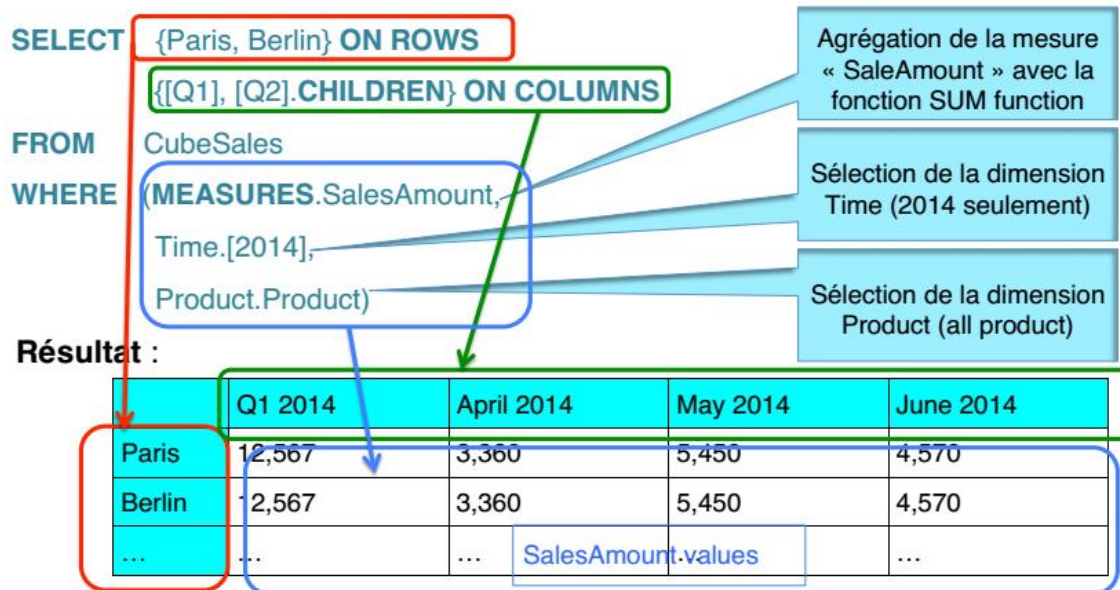 SELECT {Paris, Berlin} ON ROWS
{[Q1], [Q2].CHILDREN} ON COLUMNS
FROM CubeSales
WHERE (MEASURES.SalesAmount,
Time.[2014],
Product.Product)
Agrégation de la mesure
« SaleAmount » avec la
fonction SUM function
Sélection de la dimension
Time (2014 seulement)
Sélection de la dimension
Product (all product)
Résultat :
Q1 2014 April 2014 May 2014 June 2014
Paris 12,567 3,360 5,450 4,570
Berlin 12,567 3,360 5,450 4,570
... ... ... ... ...
SalesAmount values